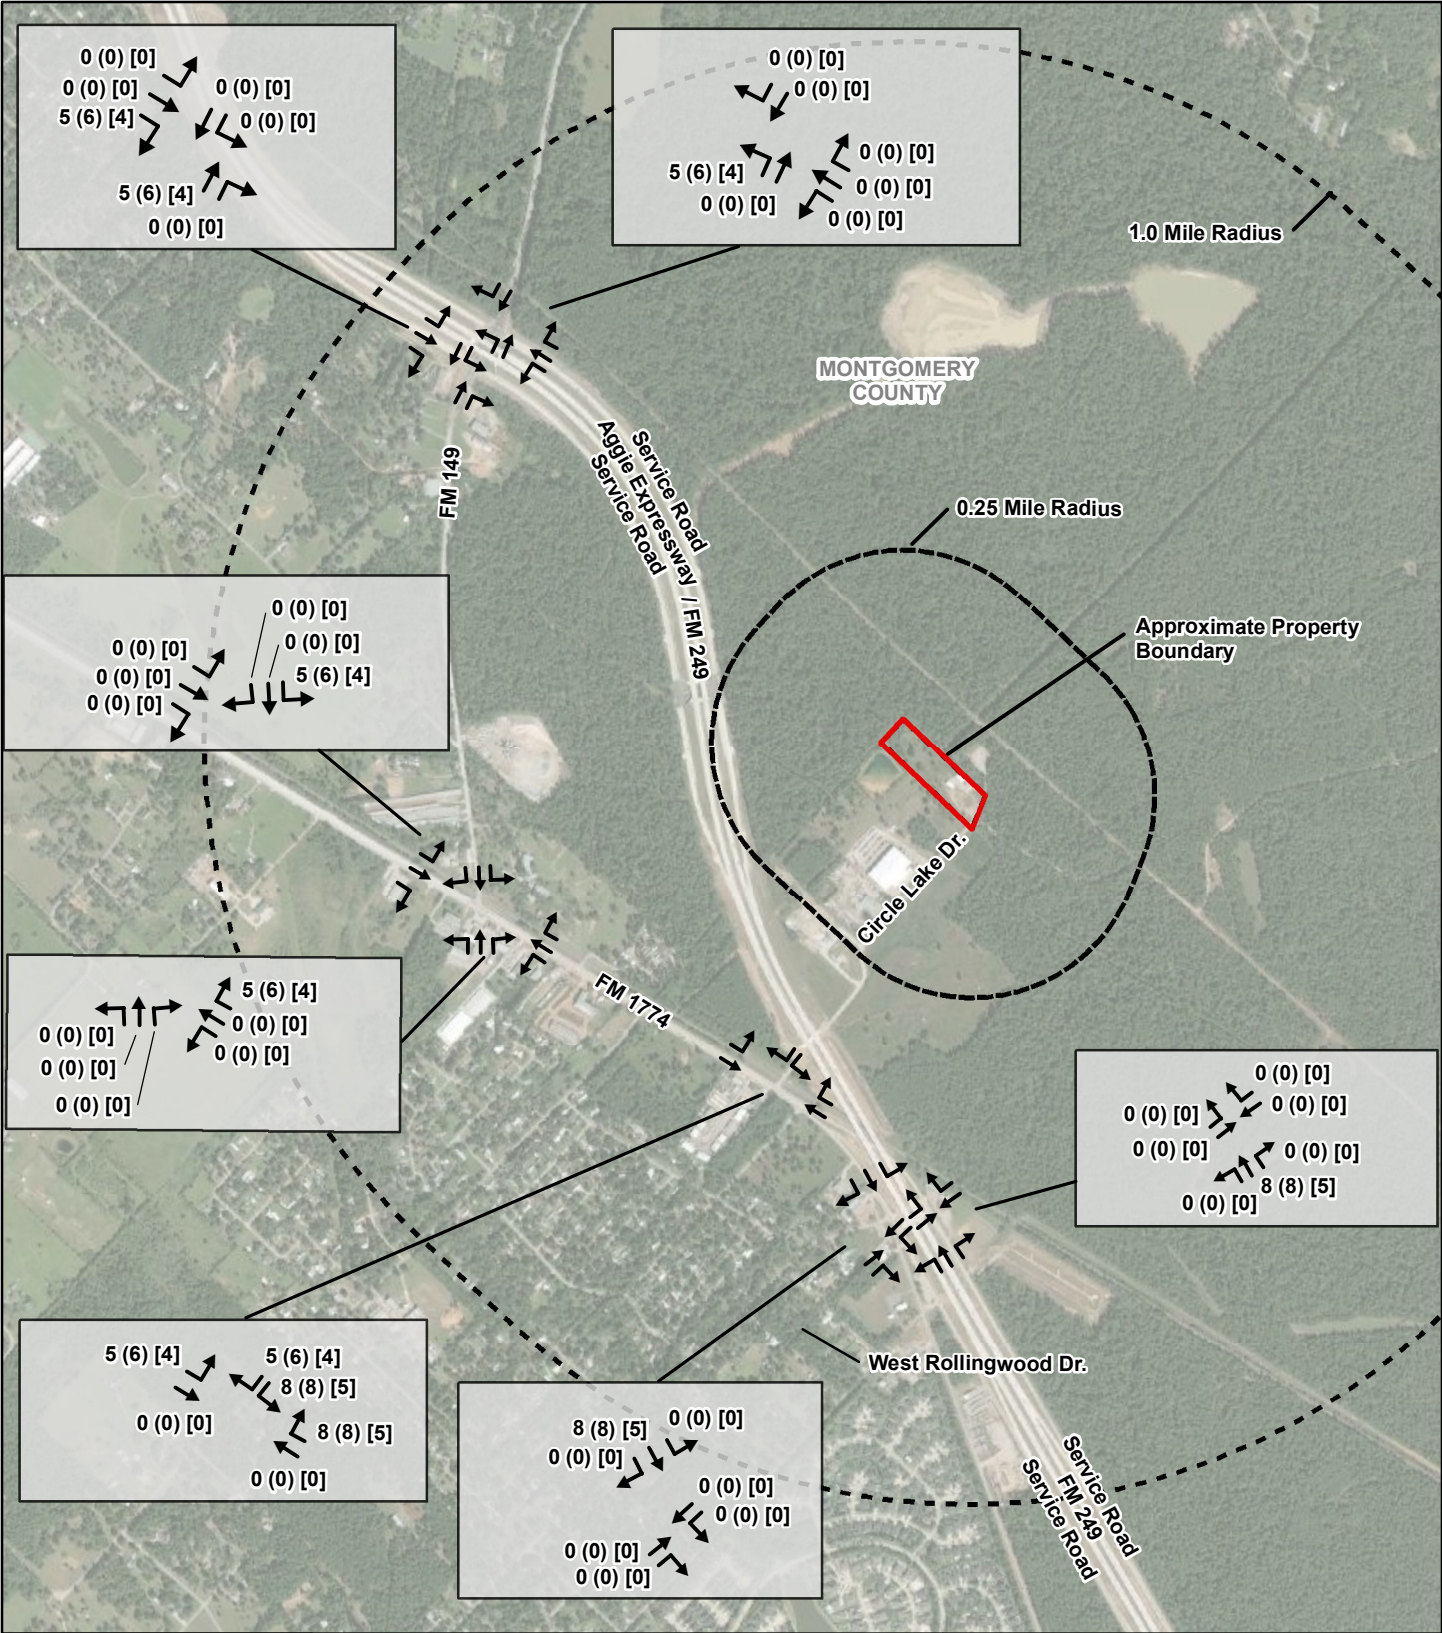 0 (0) [0]
0 (0) [0]
5 (6) [4]
0 (0) [0]
0 (0) [0]
5 (6) [4]
0 (0) [0]
0 (0) [0]
0 (0) [0]
5 (6) [4]
0 (0) [0]
0 (0) [0]
0 (0) [0]
0 (0) [0]
1.0 Mile Radius
MONTGOMERY
COUNTY
Service Road
Aggie Expressway / FM 249
Service Road
FM 149
0.25 Mile Radius
Approximate Property
Boundary
0 (0) [0]
0 (0) [0]
5 (6) [4]
0 (0) [0]
0 (0) [0]
0 (0) [0]
Circle Lake Dr.
FM 1774
5 (6) [4]
0 (0) [0]
0 (0) [0]
0 (0) [0]
0 (0) [0]
0 (0) [0]
0 (0) [0]
0 (0) [0]
0 (0) [0]
0 (0) [0]
0 (0) [0]
8 (8) [5]
0 (0) [0]
5 (6) [4]
0 (0) [0]
5 (6) [4]
8 (8) [5]
8 (8) [5]
0 (0) [0]
West Rollingwood Dr.
8 (8) [5]
0 (0) [0]
0 (0) [0]
0 (0) [0]
0 (0) [0]
0 (0) [0]
0 (0) [0]
Service Road
FM 249
Service Road